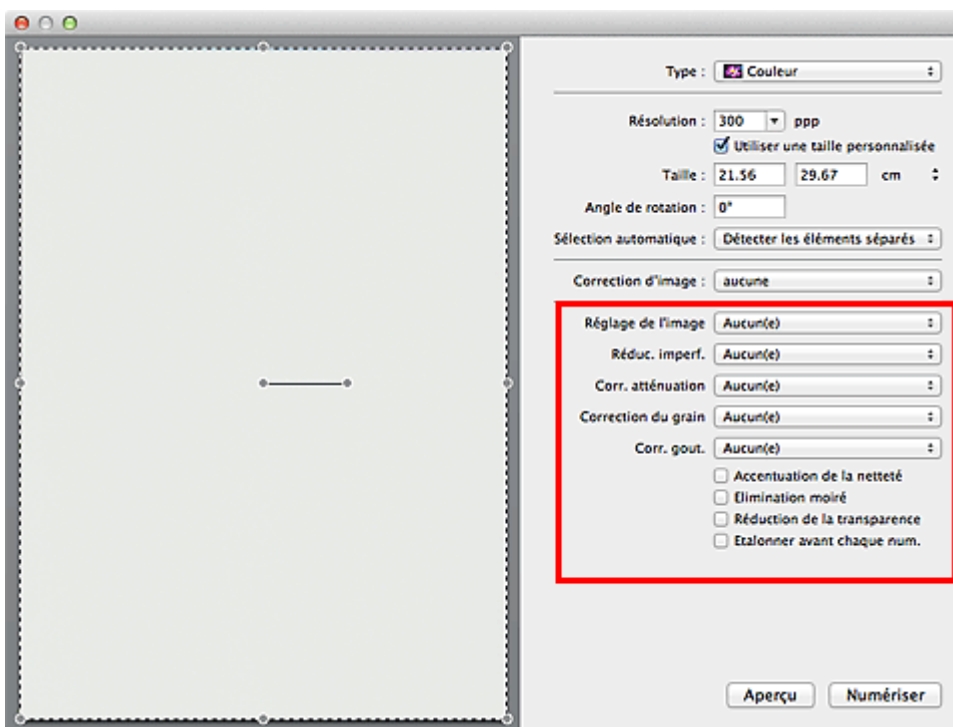 Type : Couleur
Résolution : 300 ppp
Utiliser une taille personnalisée
Taille : 21.56 29.67 cm
Angle de rotation : 0°
Sélection automatique : Détecter les éléments séparés
Correction d'image : aucune
Réglage de l'image Aucun(e)
Réduc. imperf. Aucun(e)
Corr. atténuation Aucun(e)
Correction du grain Aucun(e)
Corr. gout. Aucun(e)
Accentuation de la netteté
Elimination moiré
Réduction de la transparence
Etalonner avant chaque num.
Aperçu Numériser